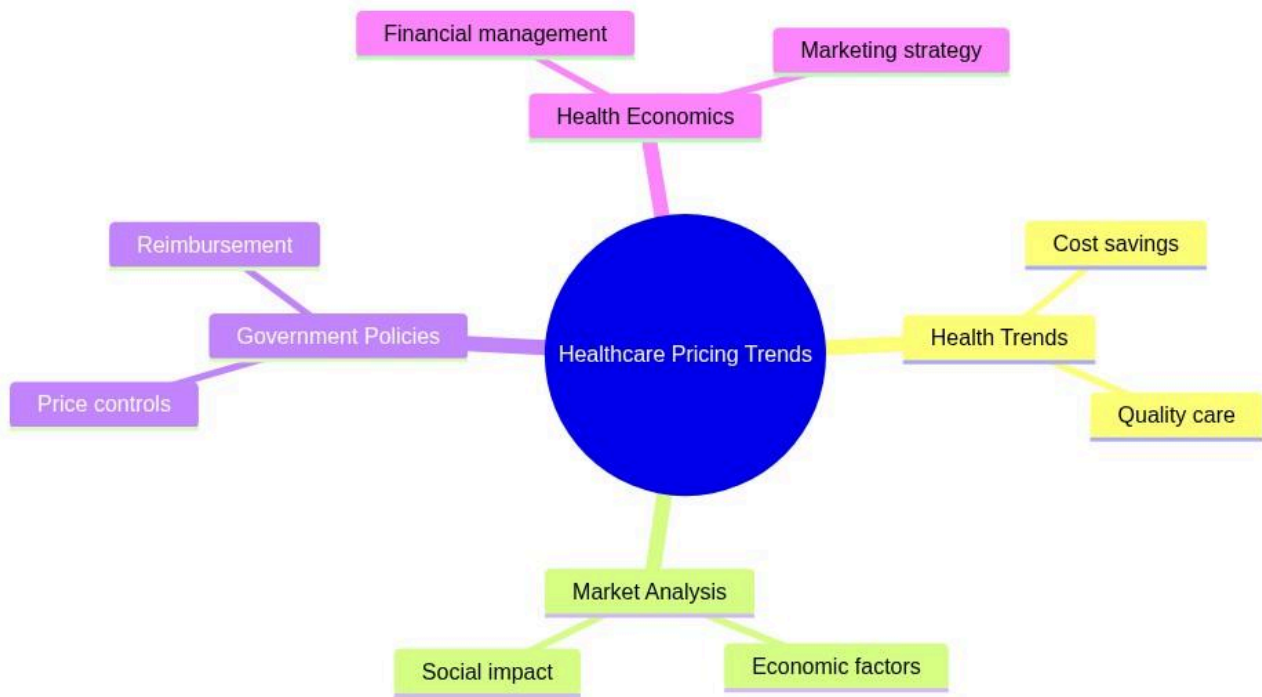 Financial management
Marketing strategy
Health Economics
Reimbursement
Cost savings
Government Policies
Health Trends
Healthcare Pricing Trends
Price controls
Quality care
Market Analysis
Social impact
Economic factors